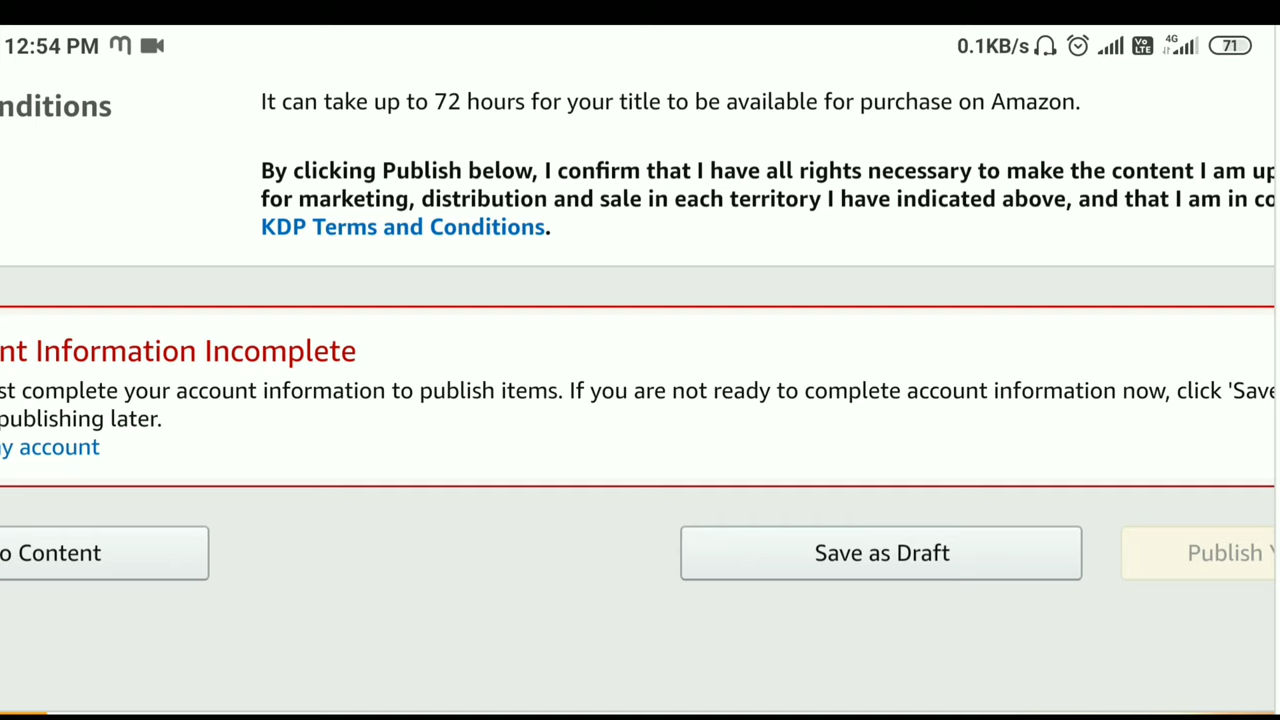 12:54 PM 0.1KB/s Vo LTE 4G 71
nditions
It can take up to 72 hours for your title to be available for purchase on Amazon.
By clicking Publish below, I confirm that I have all rights necessary to make the content I am up
for marketing, distribution and sale in each territory I have indicated above, and that I am in co
KDP Terms and Conditions.
nt Information Incomplete
st complete your account information to publish items. If you are not ready to complete account information now, click 'Save
publishing later.
y account
o Content
Save as Draft
Publish Y